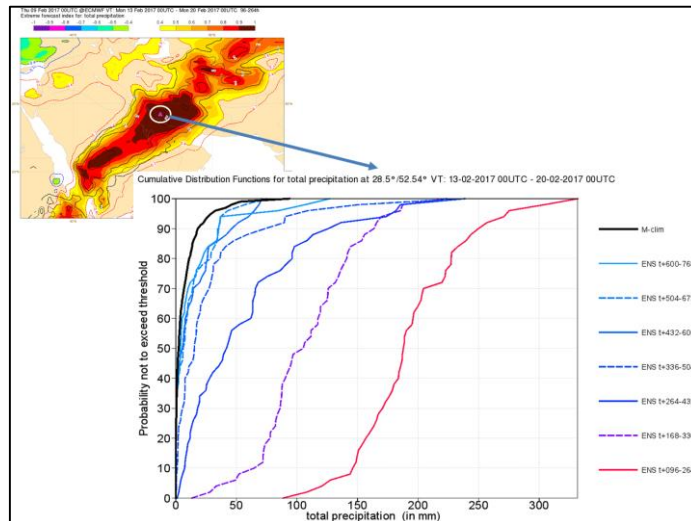 Thu 09 Feb 2017 00UTC @ECMWF VT: Mon 13 Feb 2017 00UTC - Mon 20 Feb 2017 00UTC 96-264h
Extreme forecast index for total precipitation
Cumulative Distribution Functions for total precipitation at 28.5°/52.54° VT: 13-02-2017 00UTC - 20-02-2017 00UTC
Probability not to exceed threshold
100
90
80
70
60
50
40
30
20
10
0
0 50 100 150 200 250 300
total precipitation (in mm)
M-clim
ENS t+600-76
ENS t+504-67
ENS t+432-60
ENS t+336-50
ENS t+264-43
ENS t+168-33
ENS t+096-26